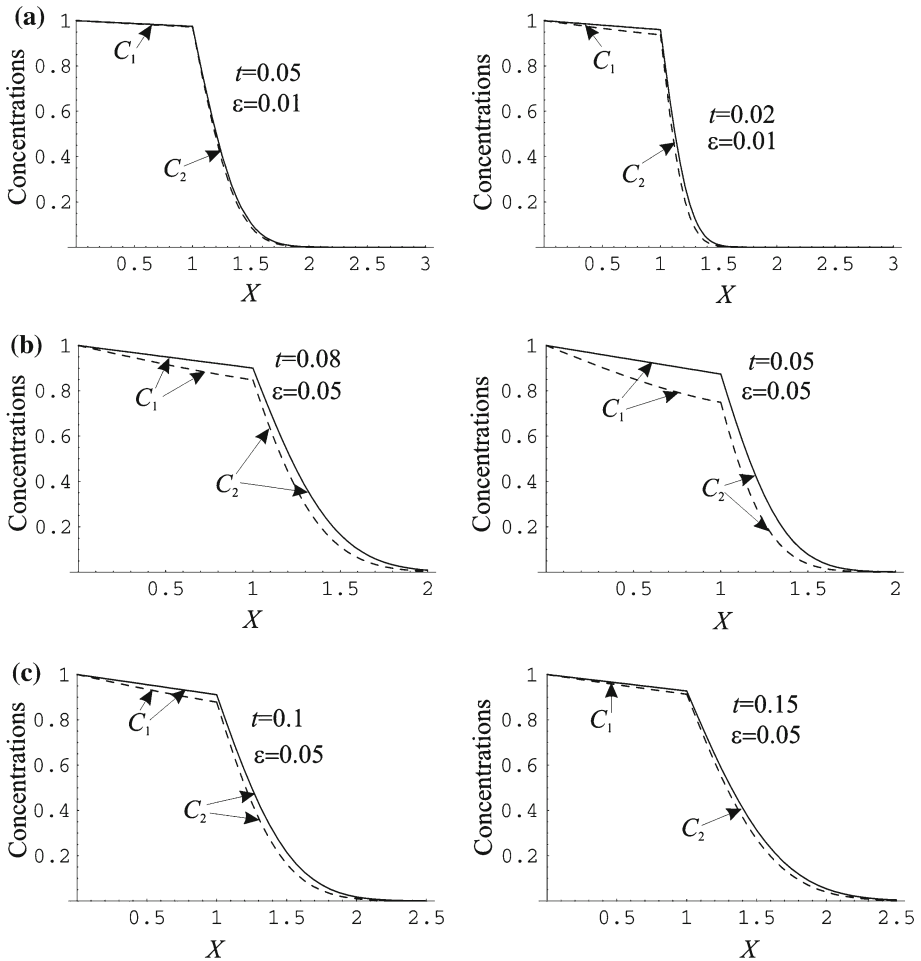 (a)
Concentrations
1
0.8
0.6
0.4
0.2
C1
t=0.05
ε=0.01
C2
0.5 1 1.5 2 2.5 3
X
Concentrations
1
0.8
0.6
0.4
0.2
C1
t=0.02
ε=0.01
C2
0.5 1 1.5 2 2.5 3
X
(b)
Concentrations
1
0.8
0.6
0.4
0.2
t=0.08
ε=0.05
C1
C2
0.5 1 1.5 2
X
Concentrations
1
0.8
0.6
0.4
0.2
t=0.05
ε=0.05
C1
C2
0.5 1 1.5 2
X
(c)
Concentrations
1
0.8
0.6
0.4
0.2
C1
t=0.1
ε=0.05
C2
0.5 1 1.5 2 2.5
X
Concentrations
1
0.8
0.6
0.4
0.2
C1
t=0.15
ε=0.05
C2
0.5 1 1.5 2 2.5
X